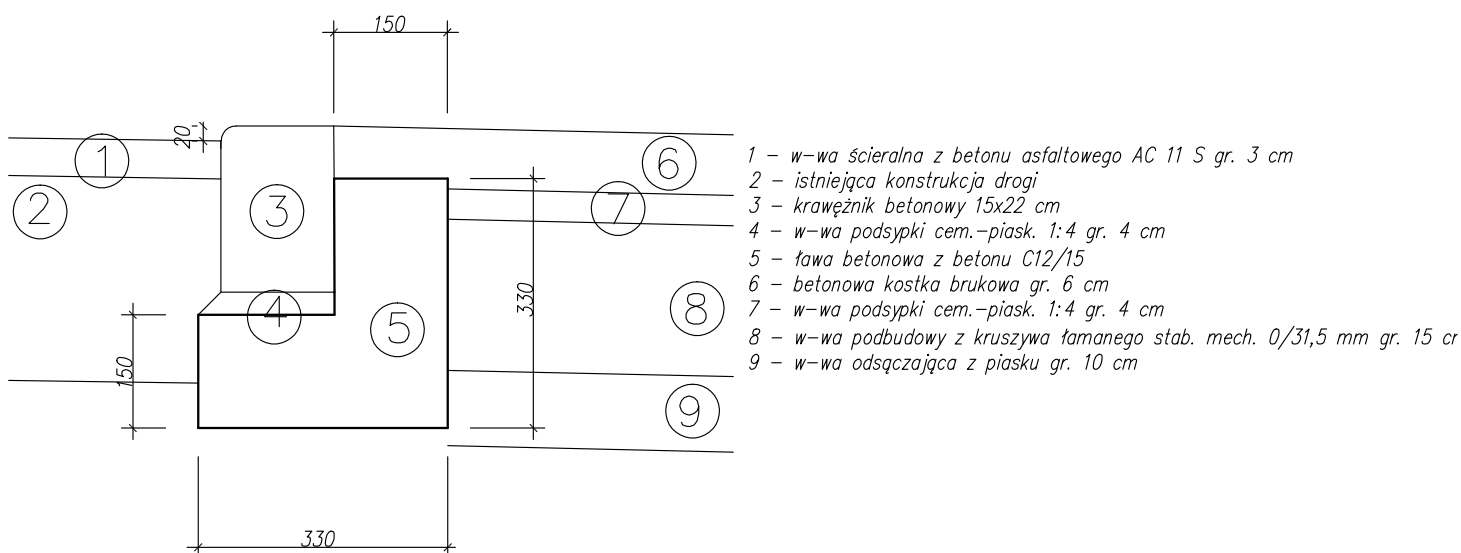 150
20
1
2
3
4
5
6
7
8
9
330
150
330
1 - w-wa ścieralna z betonu asfaltowego AC 11 S gr. 3 cm
2 - istniejąca konstrukcja drogi
3 - krawężnik betonowy 15x22 cm
4 - w-wa podsypki cem.-piask. 1:4 gr. 4 cm
5 - ława betonowa z betonu C12/15
6 - betonowa kostka brukowa gr. 6 cm
7 - w-wa podsypki cem.-piask. 1:4 gr. 4 cm
8 - w-wa podbudowy z kruszywa łamanego stab. mech. 0/31,5 mm gr. 15 cr
9 - w-wa odsączająca z piasku gr. 10 cm